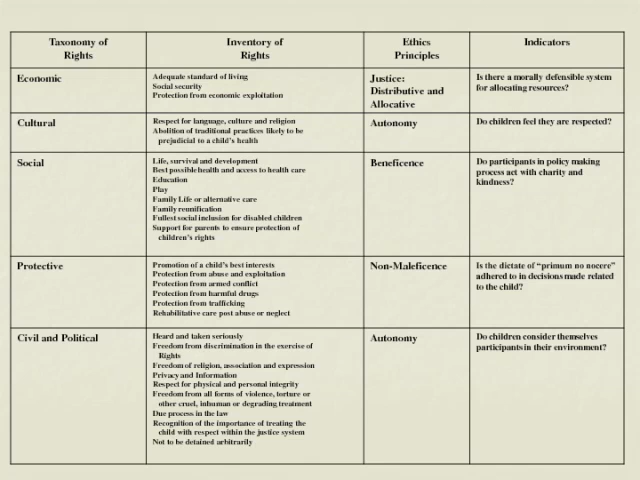 Taxonomy of
Rights
Inventory of
Rights
Ethics
Principles
Indicators
Economic
Adequate standard of living
Social security
Protection from economic exploitation
Justice:
Distributive and
Allocative
Is there a morally defensible system
for allocating resources?
Cultural
Respect for language, culture and religion
Abolition of traditional practices likely to be
prejudicial to a child's health
Autonomy
Do children feel they are respected?
Social
Life, survival and development
Best possible health and access to health care
Education
Play
Family Life or alternative care
Family reunification
Fullest social inclusion for disabled children
Support for parents to ensure protection of
children's rights
Beneficence
Do participants in policy making
process act with charity and
kindness?
Protective
Promotion of a child's best interests
Protection from abuse and exploitation
Protection from armed conflict
Protection from harmful drugs
Protection from trafficking
Rehabilitative care post abuse or neglect
Non-Maleficence
Is the dictate of “primum no nocere”
adhered to in decisions made related
to the child?
Civil and Political
Heard and taken seriously
Freedom from discrimination in the exercise of
Rights
Freedom of religion, association and expression
Privacy and Information
Respect for physical and personal integrity
Freedom from all forms of violence, torture or
other cruel, inhuman or degrading treatment
Due process in the law
Recognition of the importance of treating the
child with respect within the justice system
Not to be detained arbitrarily
Autonomy
Do children consider themselves
participants in their environment?